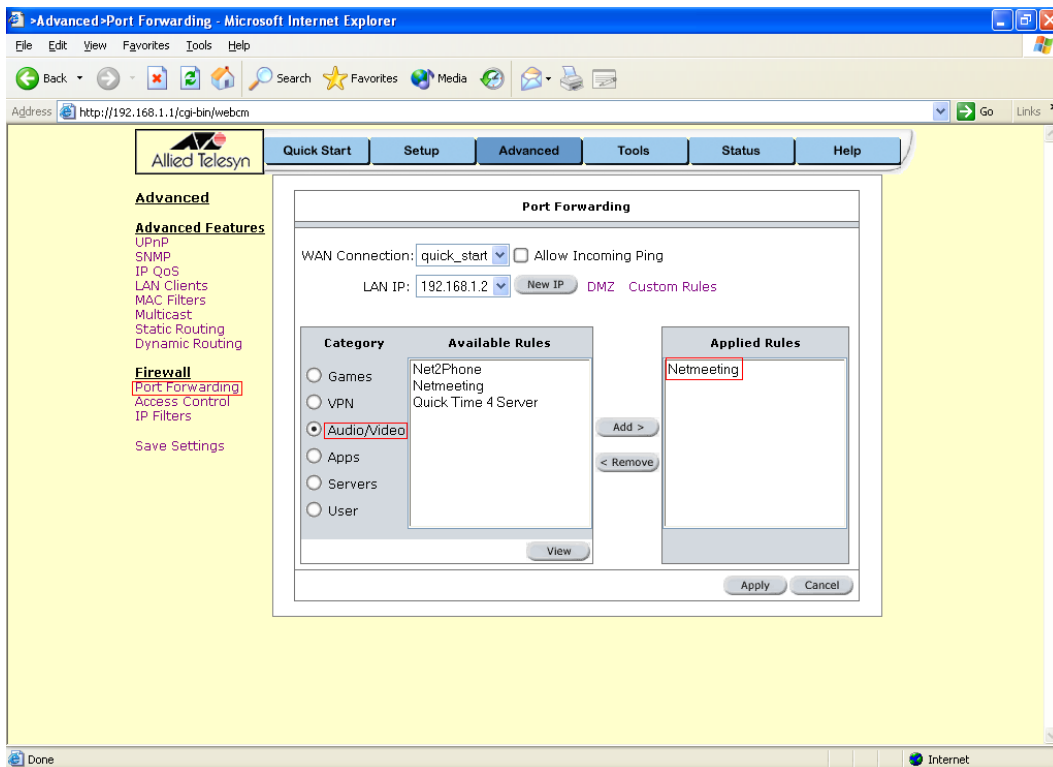 >Advanced>Port Forwarding - Microsoft Internet Explorer
File Edit View Favorites Tools Help
Back Search Favorites Media
Address http://192.168.1.1/cgi-bin/webcm Go Links
Allied Telesyn
Quick Start Setup Advanced Tools Status Help
Advanced
Advanced Features
UPnP
SNMP
IP QoS
LAN Clients
MAC Filters
Multicast
Static Routing
Dynamic Routing
Firewall
Port Forwarding
Access Control
IP Filters
Save Settings
Port Forwarding
WAN Connection: quick_start Allow Incoming Ping
LAN IP: 192.168.1.2 New IP DMZ Custom Rules
Category
Games
VPN
Audio/Video
Apps
Servers
User
Available Rules
Net2Phone
Netmeeting
Quick Time 4 Server
View
Add >
< Remove
Applied Rules
Netmeeting
Apply Cancel
Done Internet